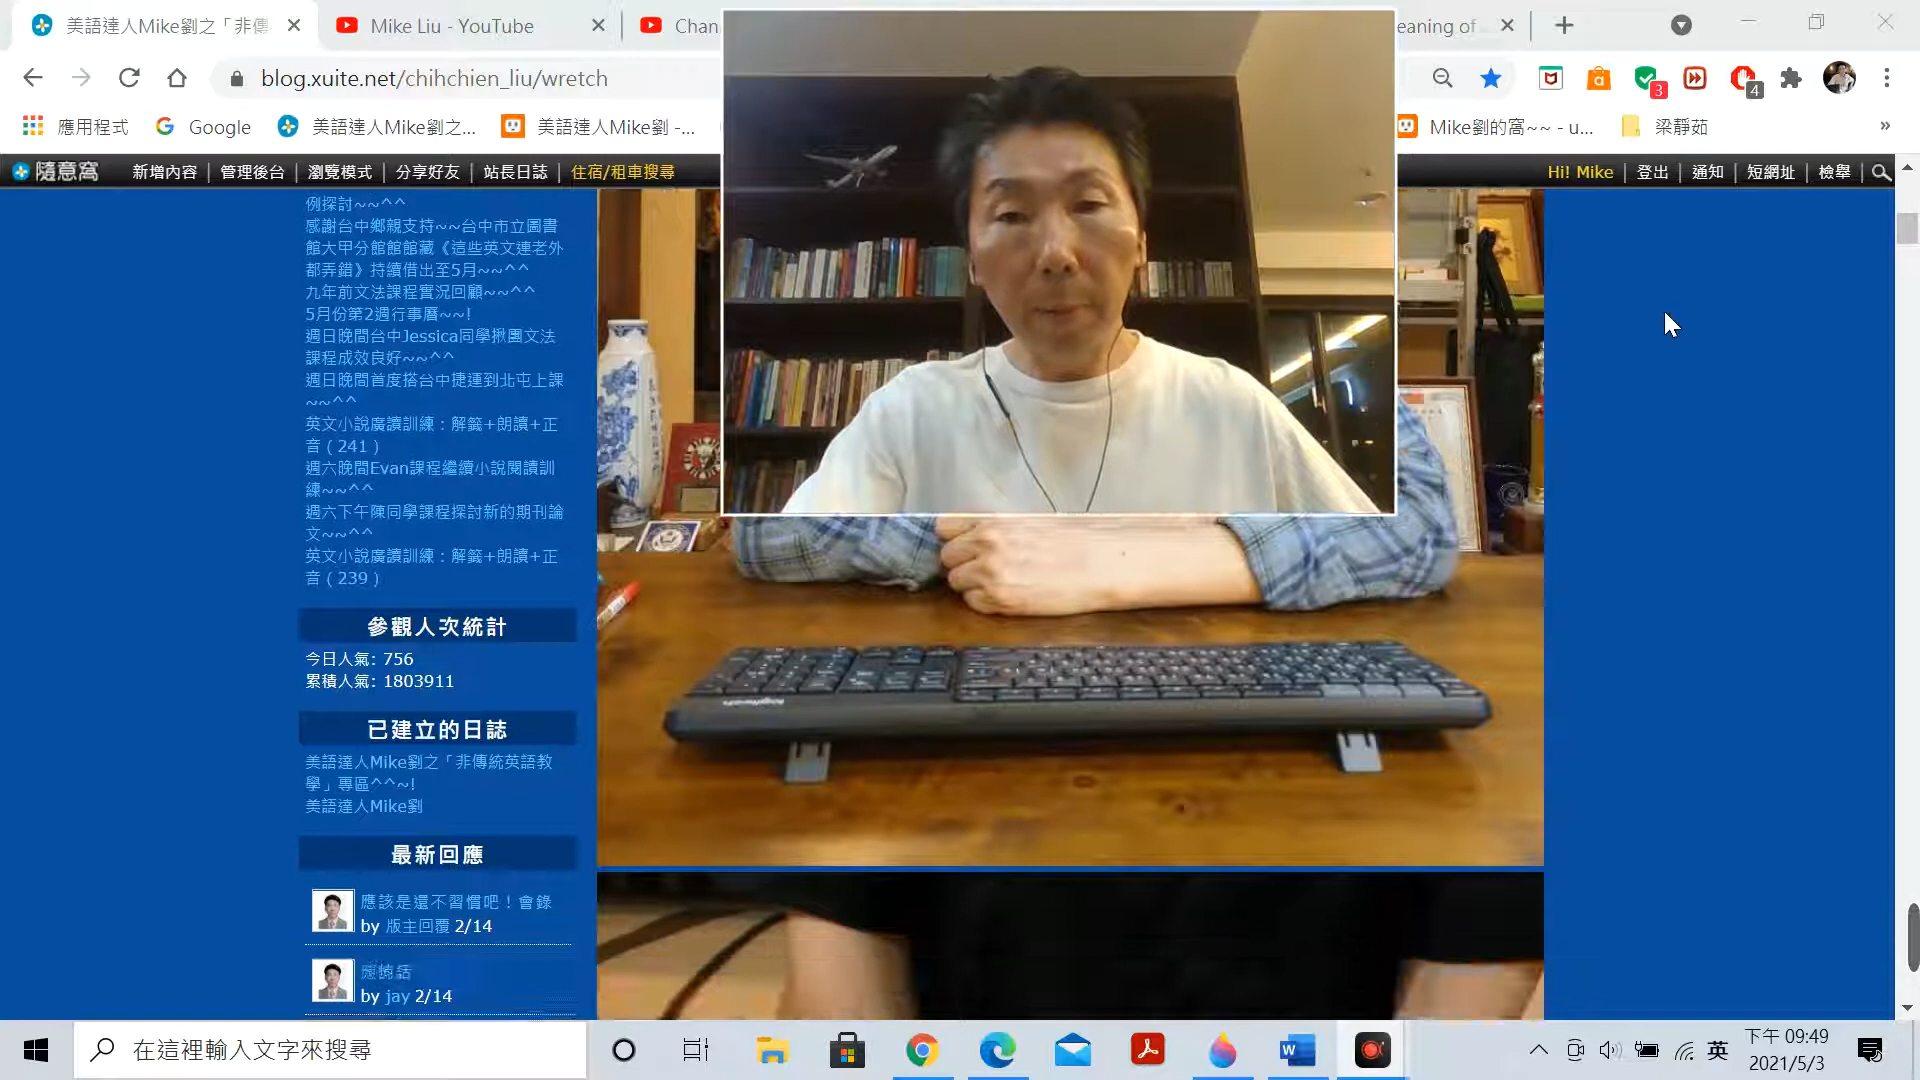 美語達人Mike劉之「非傳
Mike Liu - YouTube
Chan
eaning of
blog.xuite.net/chihchien_liu/wretch
3
4
應用程式
Google
美語達人Mike劉之...
美語達人Mike劉 -...
Mike劉的窩~~ - u...
梁靜茹
»
隨意窩
新增內容 | 管理後台 | 瀏覽模式 | 分享好友 | 站長日誌 | 住宿/租車搜尋
Hi! Mike | 登出 | 通知 | 短網址 | 檢舉
例探討~~^^
感謝台中鄉親支持~~台中市立圖書
館大甲分館館館藏《這些英文連老外
都弄錯》持續借出至5月~~^^
九年前文法課程實況回顧~~^^
5月份第2週行事曆~~!
週日晚間台中Jessica同學揪團文法
課程成效良好~~^^
週日晚間首度搭台中捷運到北屯上課
~~^^
英文小說廣讀訓練：解籤+朗讀+正
音（241）
週六晚間Evan課程繼續小說閱讀訓
練~~^^
週六下午陳同學課程探討新的期刊論
文~~^^
英文小說廣讀訓練：解籤+朗讀+正
音（239）
參觀人次統計
今日人氣: 756
累積人氣: 1803911
已建立的日誌
美語達人Mike劉之「非傳統英語教
學」專區^^~!
美語達人Mike劉
最新回應
應該是還不習慣吧！會錄
by 版主回覆 2/14
by jay 2/14
在這裡輸入文字來搜尋
英
下午 09:49
2021/5/3